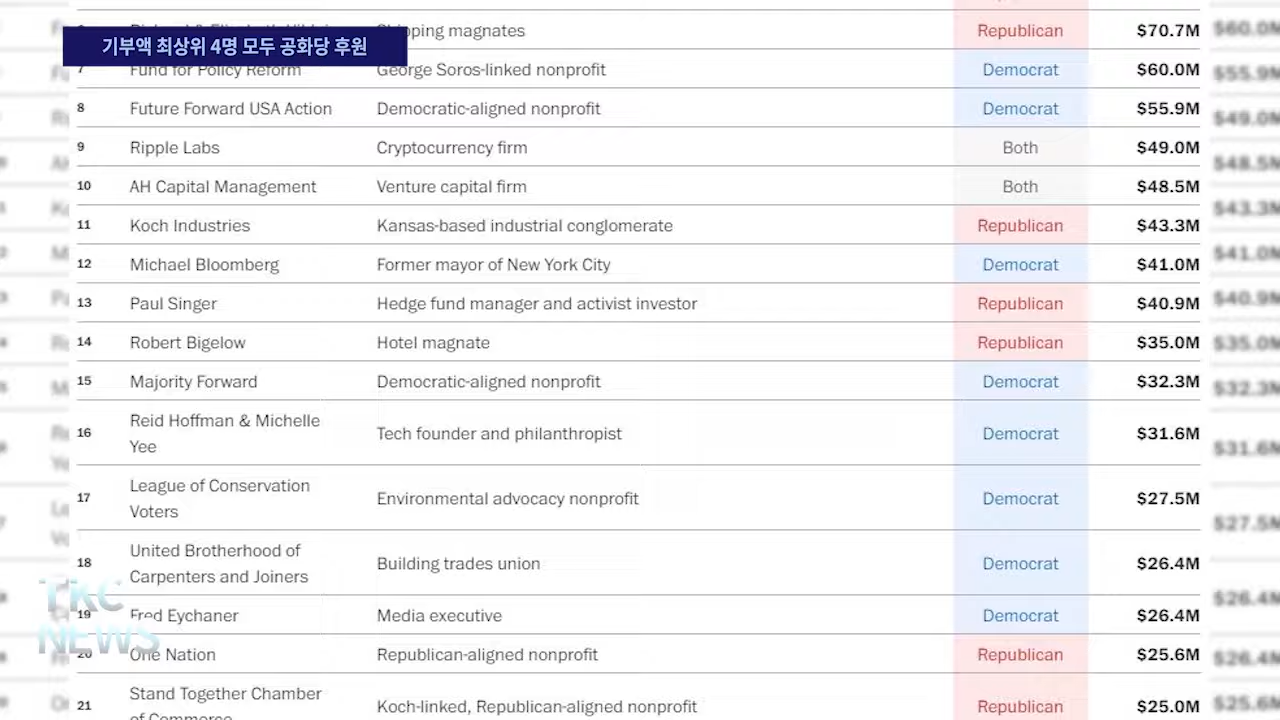 기부액 최상위 4명 모두 공화당 후원
magnates Republican $70.7M
7 Fund for Policy Reform George Soros-linked nonprofit Democrat $60.0M
8 Future Forward USA Action Democratic-aligned nonprofit Democrat $55.9M
9 Ripple Labs Cryptocurrency firm Both $49.0M
10 AH Capital Management Venture capital firm Both $48.5M
11 Koch Industries Kansas-based industrial conglomerate Republican $43.3M
12 Michael Bloomberg Former mayor of New York City Democrat $41.0M
13 Paul Singer Hedge fund manager and activist investor Republican $40.9M
14 Robert Bigelow Hotel magnate Republican $35.0M
15 Majority Forward Democratic-aligned nonprofit Democrat $32.3M
Reid Hoffman & Michelle
16 Yee Tech founder and philanthropist Democrat $31.6M
League of Conservation
17 Voters Environmental advocacy nonprofit Democrat $27.5M
United Brotherhood of
18 Carpenters and Joiners Building trades union Democrat $26.4M
19 Fred Eychaner Media executive Democrat $26.4M
20 One Nation Republican-aligned nonprofit Republican $25.6M
Stand Together Chamber
21 of Commerce Koch-linked, Republican-aligned nonprofit Republican $25.0M
TKC
NEWS